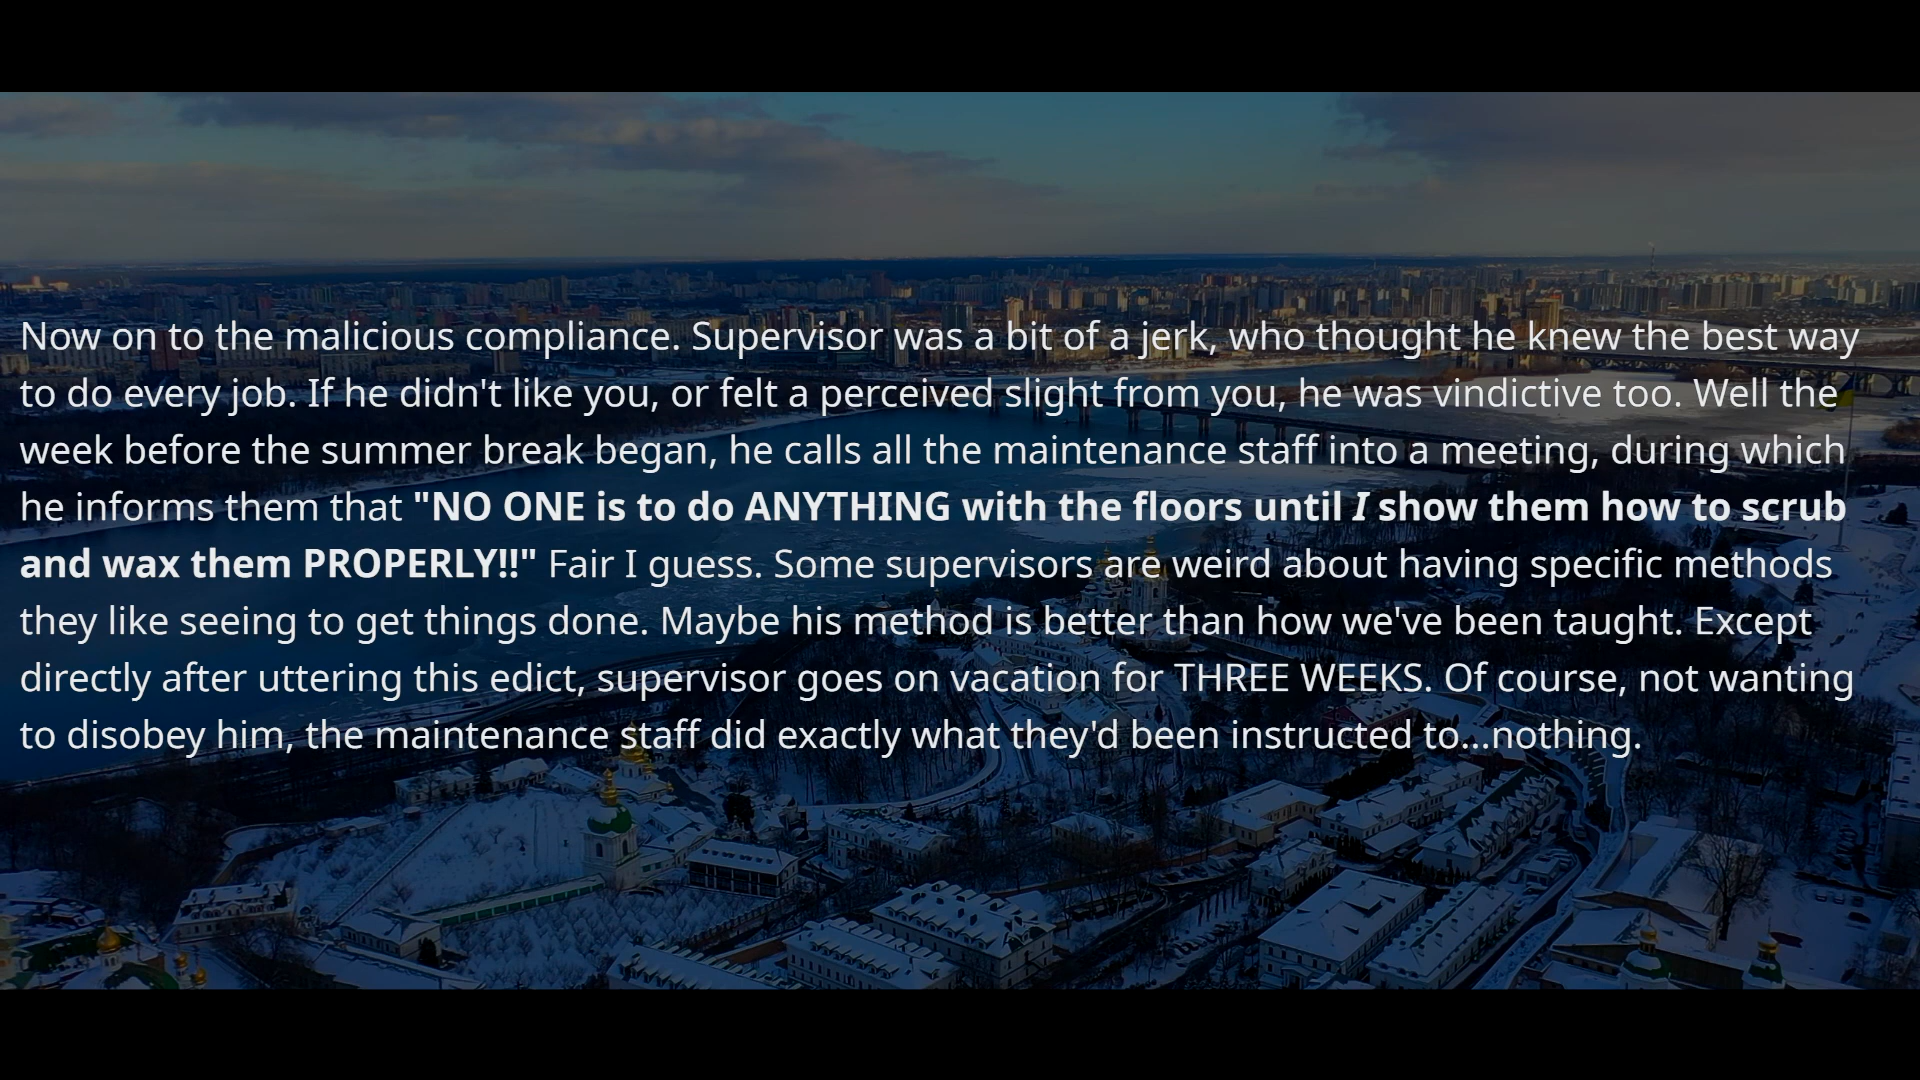 Now on to the malicious compliance. Supervisor was a bit of a jerk, who thought he knew the best way
to do every job. If he didn't like you, or felt a perceived slight from you, he was vindictive too. Well the
week before the summer break began, he calls all the maintenance staff into a meeting, during which
he informs them that "NO ONE is to do ANYTHING with the floors until I show them how to scrub
and wax them PROPERLY!!" Fair I guess. Some supervisors are weird about having specific methods
they like seeing to get things done. Maybe his method is better than how we've been taught. Except
directly after uttering this edict, supervisor goes on vacation for THREE WEEKS. Of course, not wanting
to disobey him, the maintenance staff did exactly what they'd been instructed to...nothing.